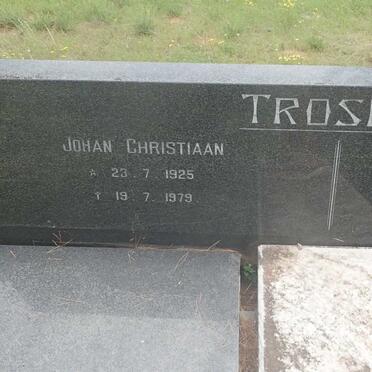 TROS
JOHAN CHRISTIAAN
* 23 . 7 . 1925
† 19 . 7 . 1979